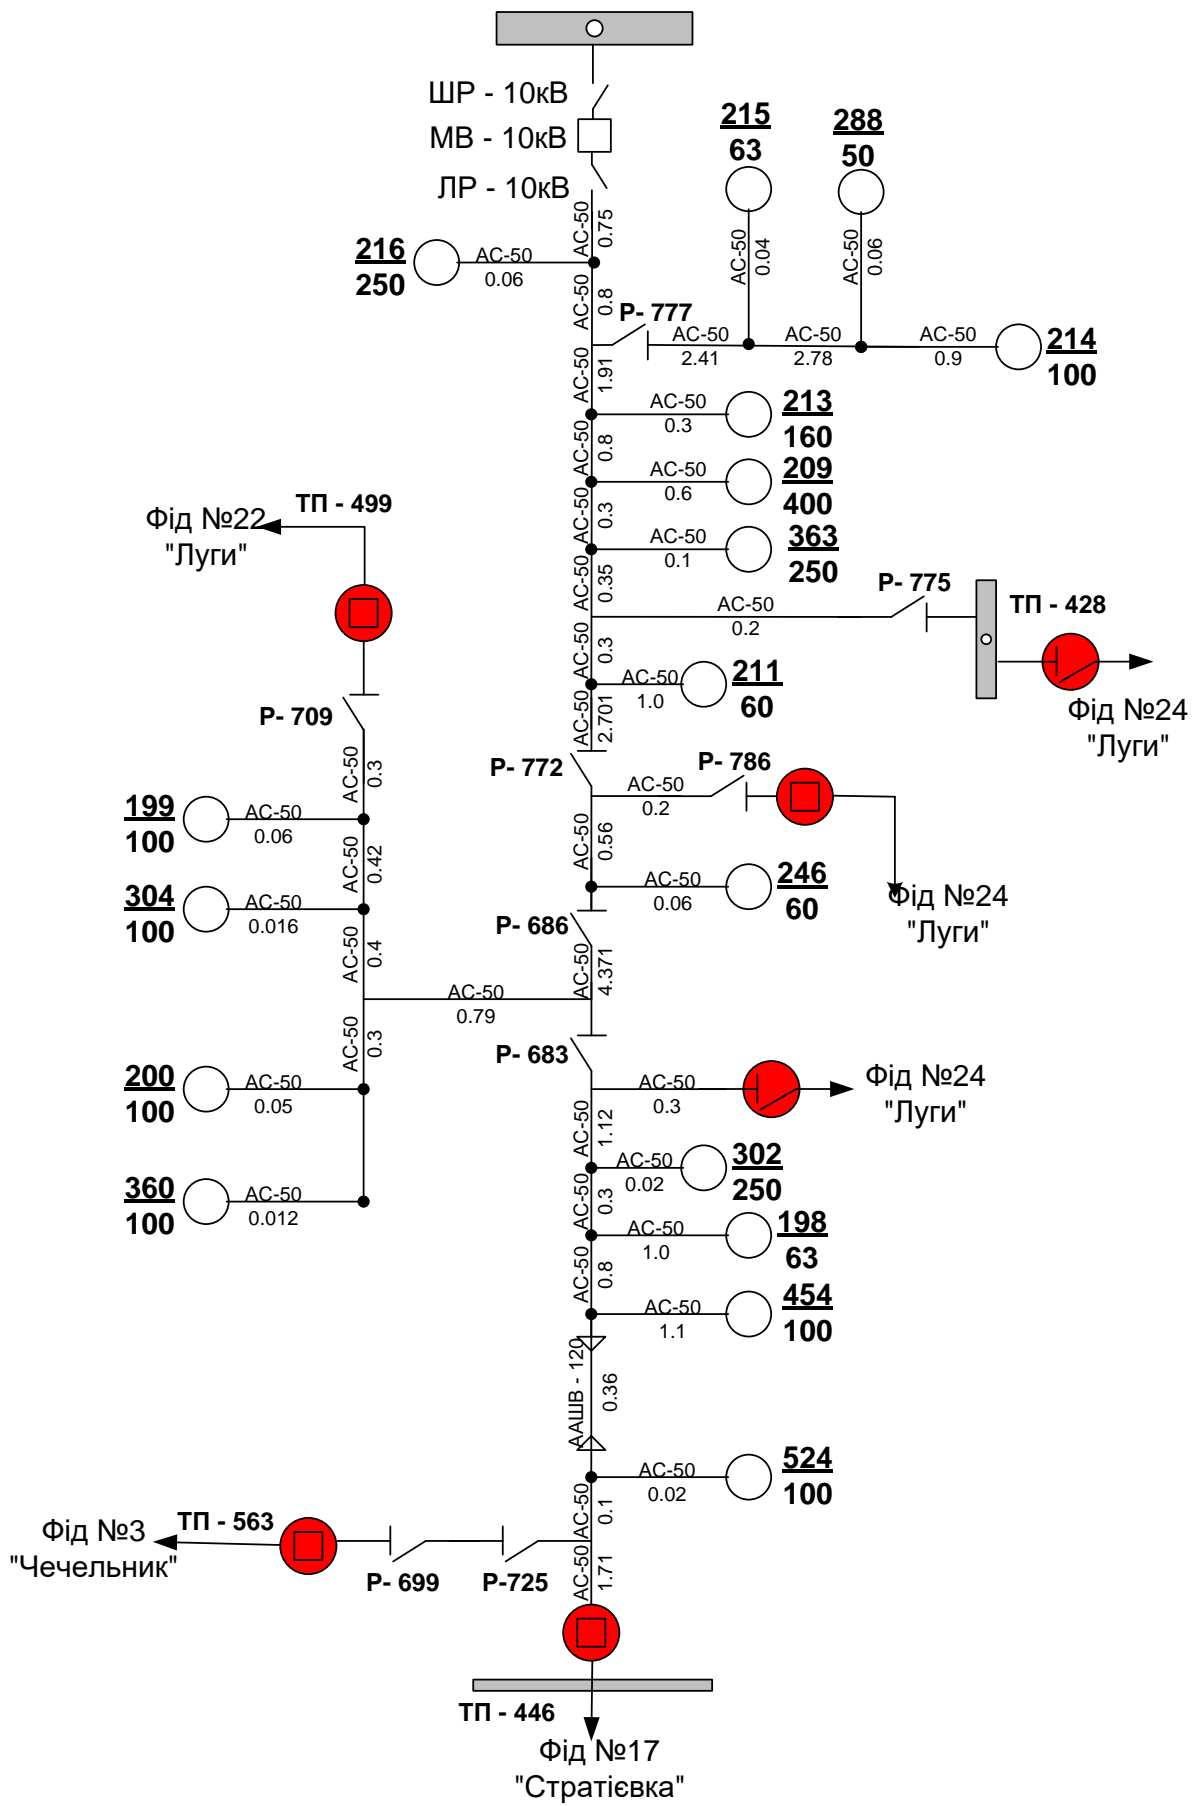 ШР - 10кВ
МВ - 10кВ
ЛР - 10кВ
215
63
288
50
АС-50
0.75
АС-50
0.04
АС-50
0.06
216
250
АС-50
0.06
АС-50
0.8
Р- 777
АС-50
2.41
АС-50
2.78
АС-50
0.9
214
100
АС-50
1.91
АС-50
0.3
213
160
АС-50
0.8
АС-50
0.6
209
400
АС-50
0.3
АС-50
0.1
363
250
ТП - 499
Фід №22
"Луги"
АС-50
0.35
АС-50
0.2
Р- 775
ТП - 428
Фід №24
"Луги"
АС-50
0.3
АС-50
1.0
211
60
АС-50
2.701
Р- 709
Р- 772
АС-50
0.2
Р- 786
Фід №24
"Луги"
АС-50
0.3
199
100
АС-50
0.06
АС-50
0.56
АС-50
0.42
АС-50
0.06
246
60
304
100
АС-50
0.016
Р- 686
АС-50
0.4
АС-50
4.371
АС-50
0.79
АС-50
0.3
Р- 683
200
100
АС-50
0.05
АС-50
0.3
Фід №24
"Луги"
АС-50
1.12
360
100
АС-50
0.012
АС-50
0.02
302
250
АС-50
0.3
АС-50
1.0
198
63
АС-50
0.8
АС-50
1.1
454
100
ААШВ - 120
0.36
АС-50
0.02
524
100
АС-50
0.1
Фід №3
"Чечельник"
ТП - 563
Р- 699
Р-725
АС-50
1.71
ТП - 446
Фід №17
"Стратієвка"